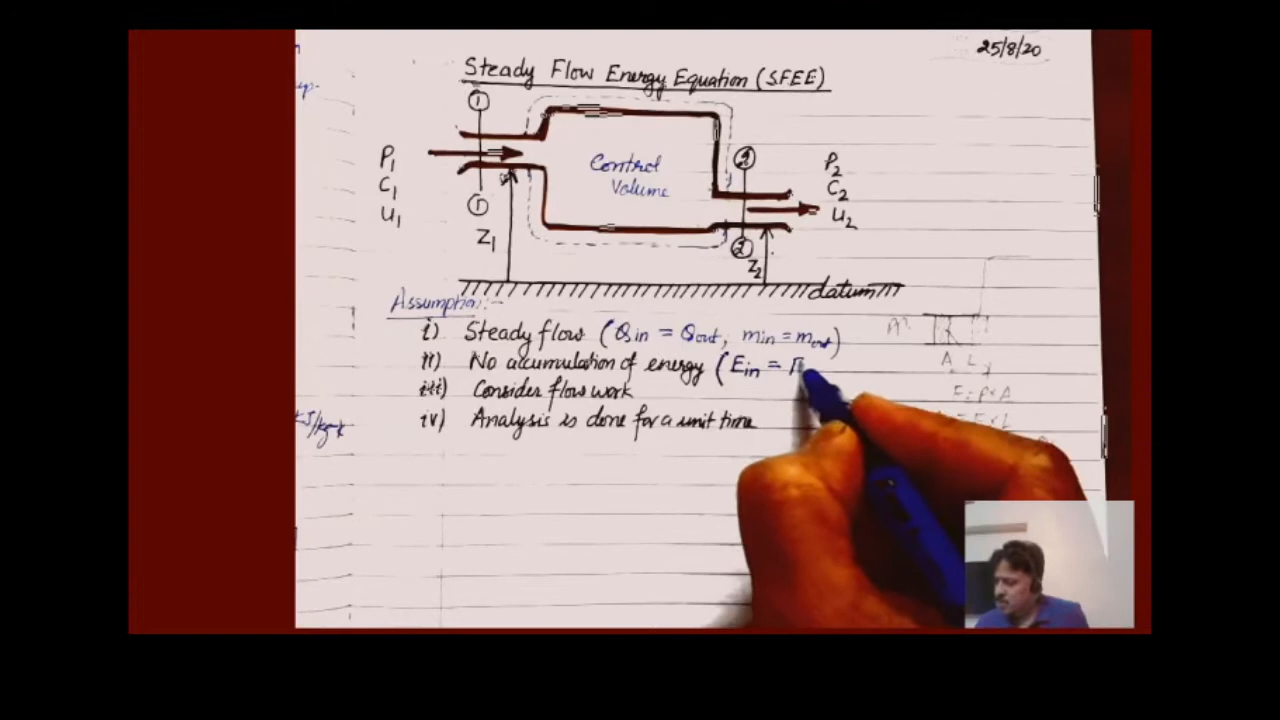 25/8/20
Steady Flow Energy Equation (S.F.E.E)
1
P1
C1
U1
1
Z1
Control
Volume
2
P2
C2
U2
2
Z2
datum
Assumption:-
i) Steady flow (Qin = Qout, min = mout)
ii) No accumulation of energy (Ein =
iii) Consider flow work
iv) Analysis is done for a unit time